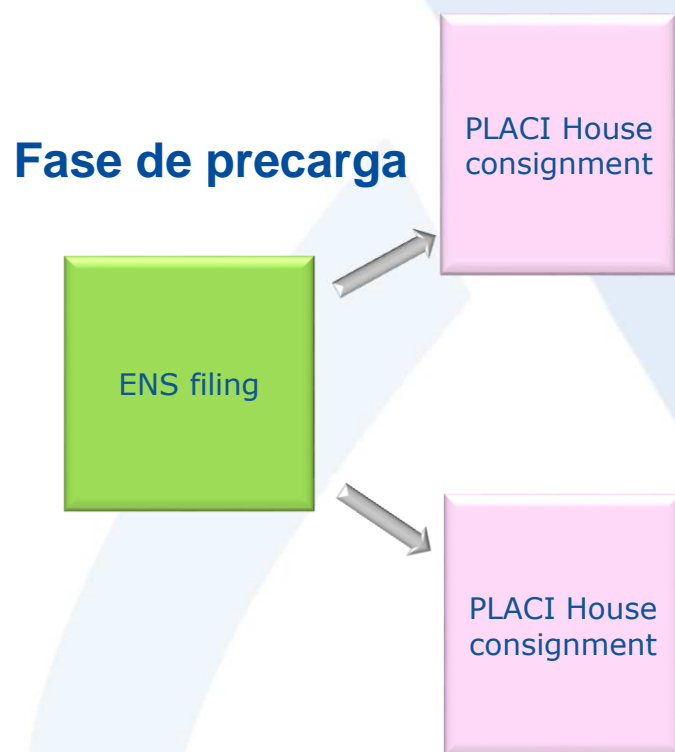 PLACI House
consignment
Fase de precarga
ENS filing
PLACI House
consignment